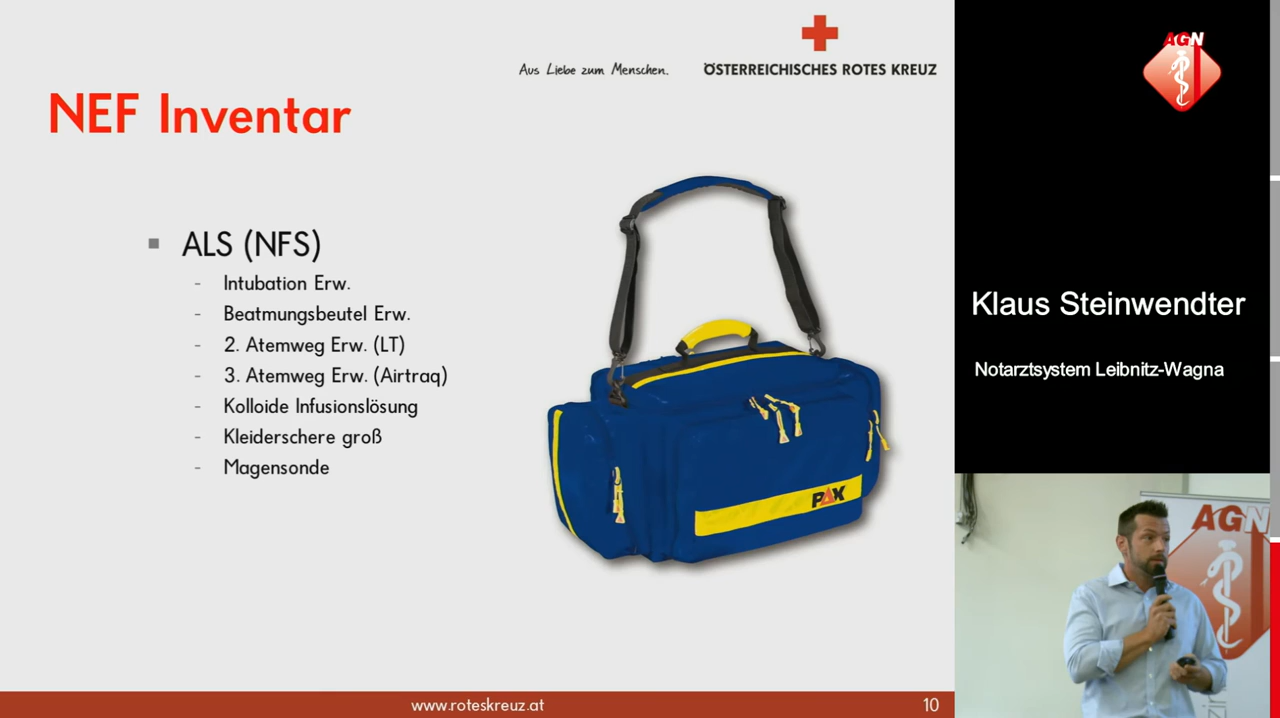 Aus Liebe zum Menschen.
ÖSTERREICHISCHES ROTES KREUZ
NEF Inventar
ALS (NFS)
- Intubation Erw.
- Beatmungsbeutel Erw.
- 2. Atemweg Erw. (LT)
- 3. Atemweg Erw. (Airtraq)
- Kolloide Infusionslösung
- Kleiderschere groß
- Magensonde
PAX
www.roteskreuz.at
10
AGN
Klaus Steinwendter
Notarztsystem Leibnitz-Wagna
AGN